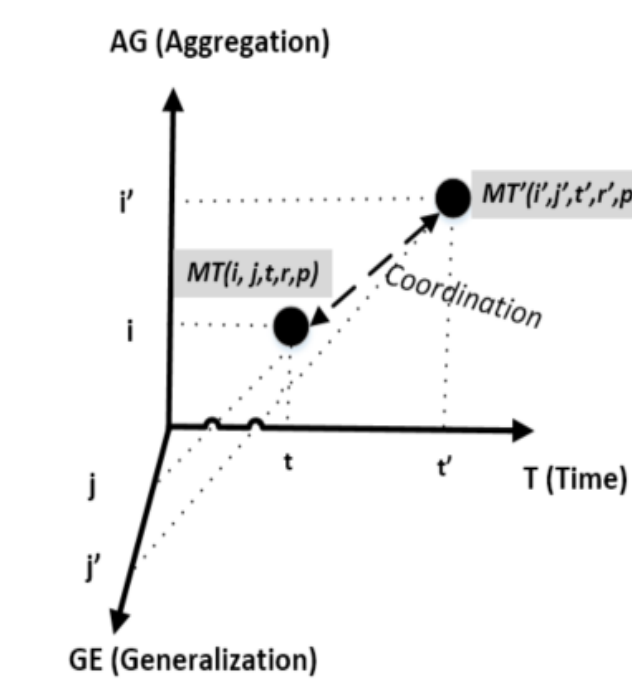 AG (Aggregation)
i’
MT’(i’,j’,t’,r’,p
MT(i, j,t,r,p)
Coordination
i
t
t’
j
T (Time)
j’
GE (Generalization)